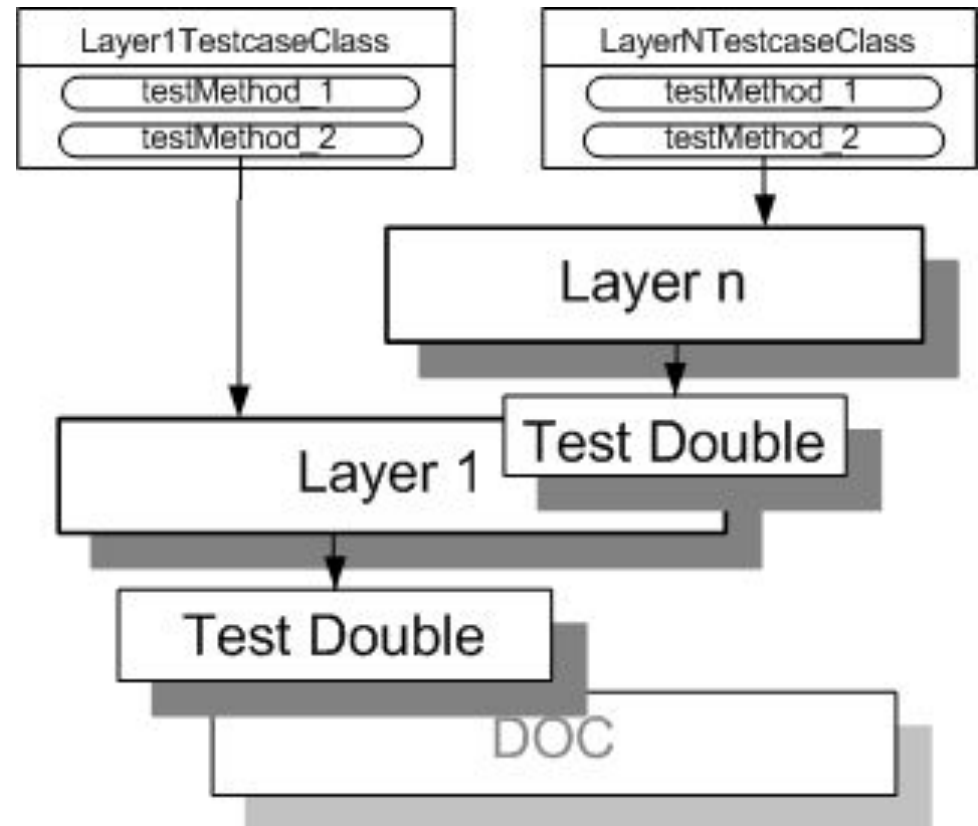 Layer1TestcaseClass
testMethod_1
testMethod_2
LayerNTestcaseClass
testMethod_1
testMethod_2
Layer n
Test Double
Layer 1
Test Double
DOC